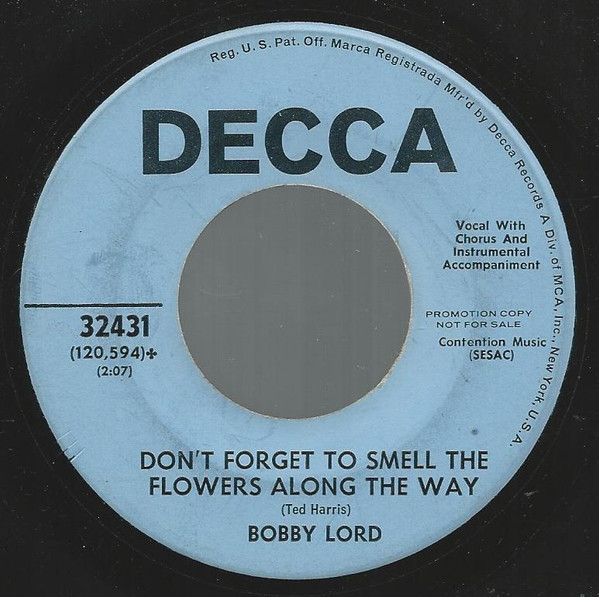 Reg. U.S. Pat. Off. Marca Registrada Mfr'd by Decca Records A Div. of MCA, Inc., New York, U.S.A.
DECCA
Vocal With
Chorus And
Instrumental
Accompaniment
32431
(120,594)+
(2:07)
PROMOTION COPY
NOT FOR SALE
Contention Music
(SESAC)
DON'T FORGET TO SMELL THE
FLOWERS ALONG THE WAY
(Ted Harris)
BOBBY LORD